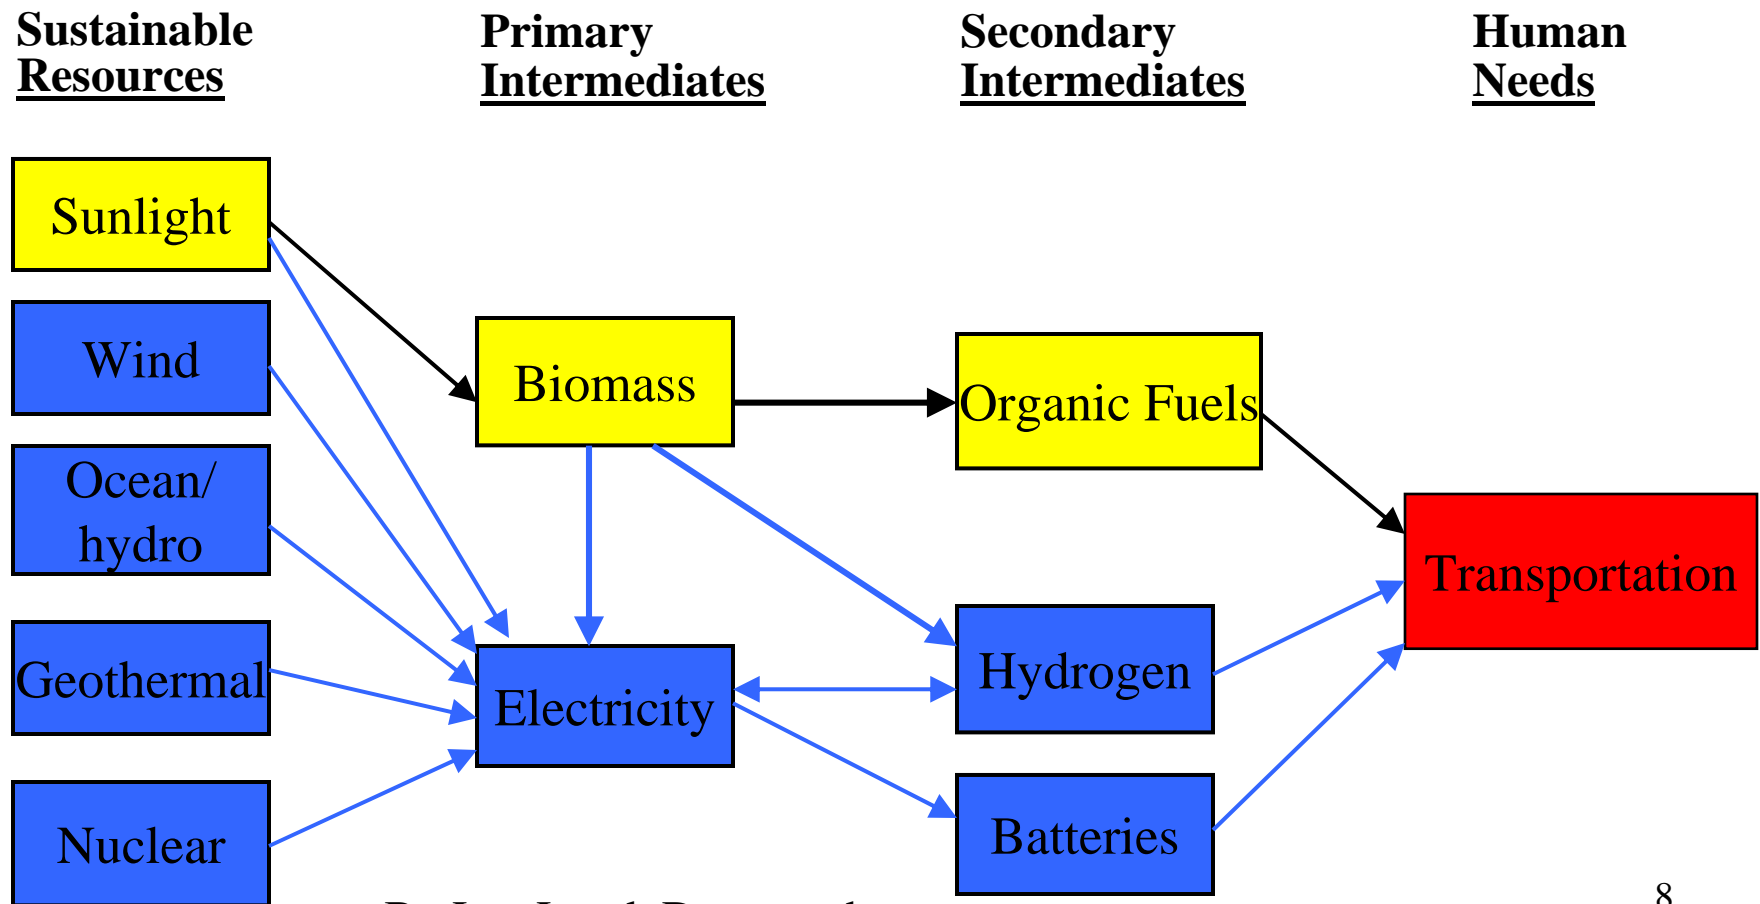 Sustainable
Resources
Primary
Intermediates
Secondary
Intermediates
Human
Needs
Sunlight
Wind
Ocean/
hydro
Geothermal
Nuclear
Biomass
Electricity
Organic Fuels
Hydrogen
Batteries
Transportation
8